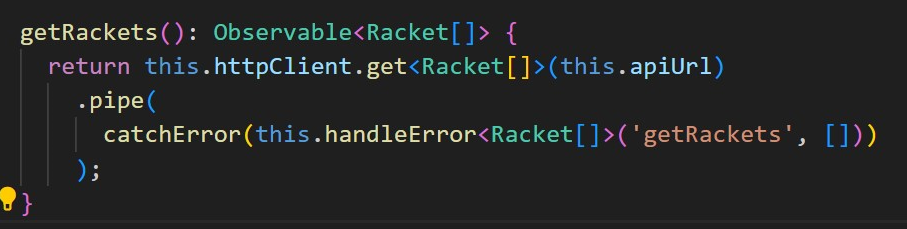 getRackets(): Observable<Racket[]> {
  return this.httpClient.get<Racket[]>(this.apiUrl)
    .pipe(
      catchError(this.handleError<Racket[]>('getRackets', []))
    );
}